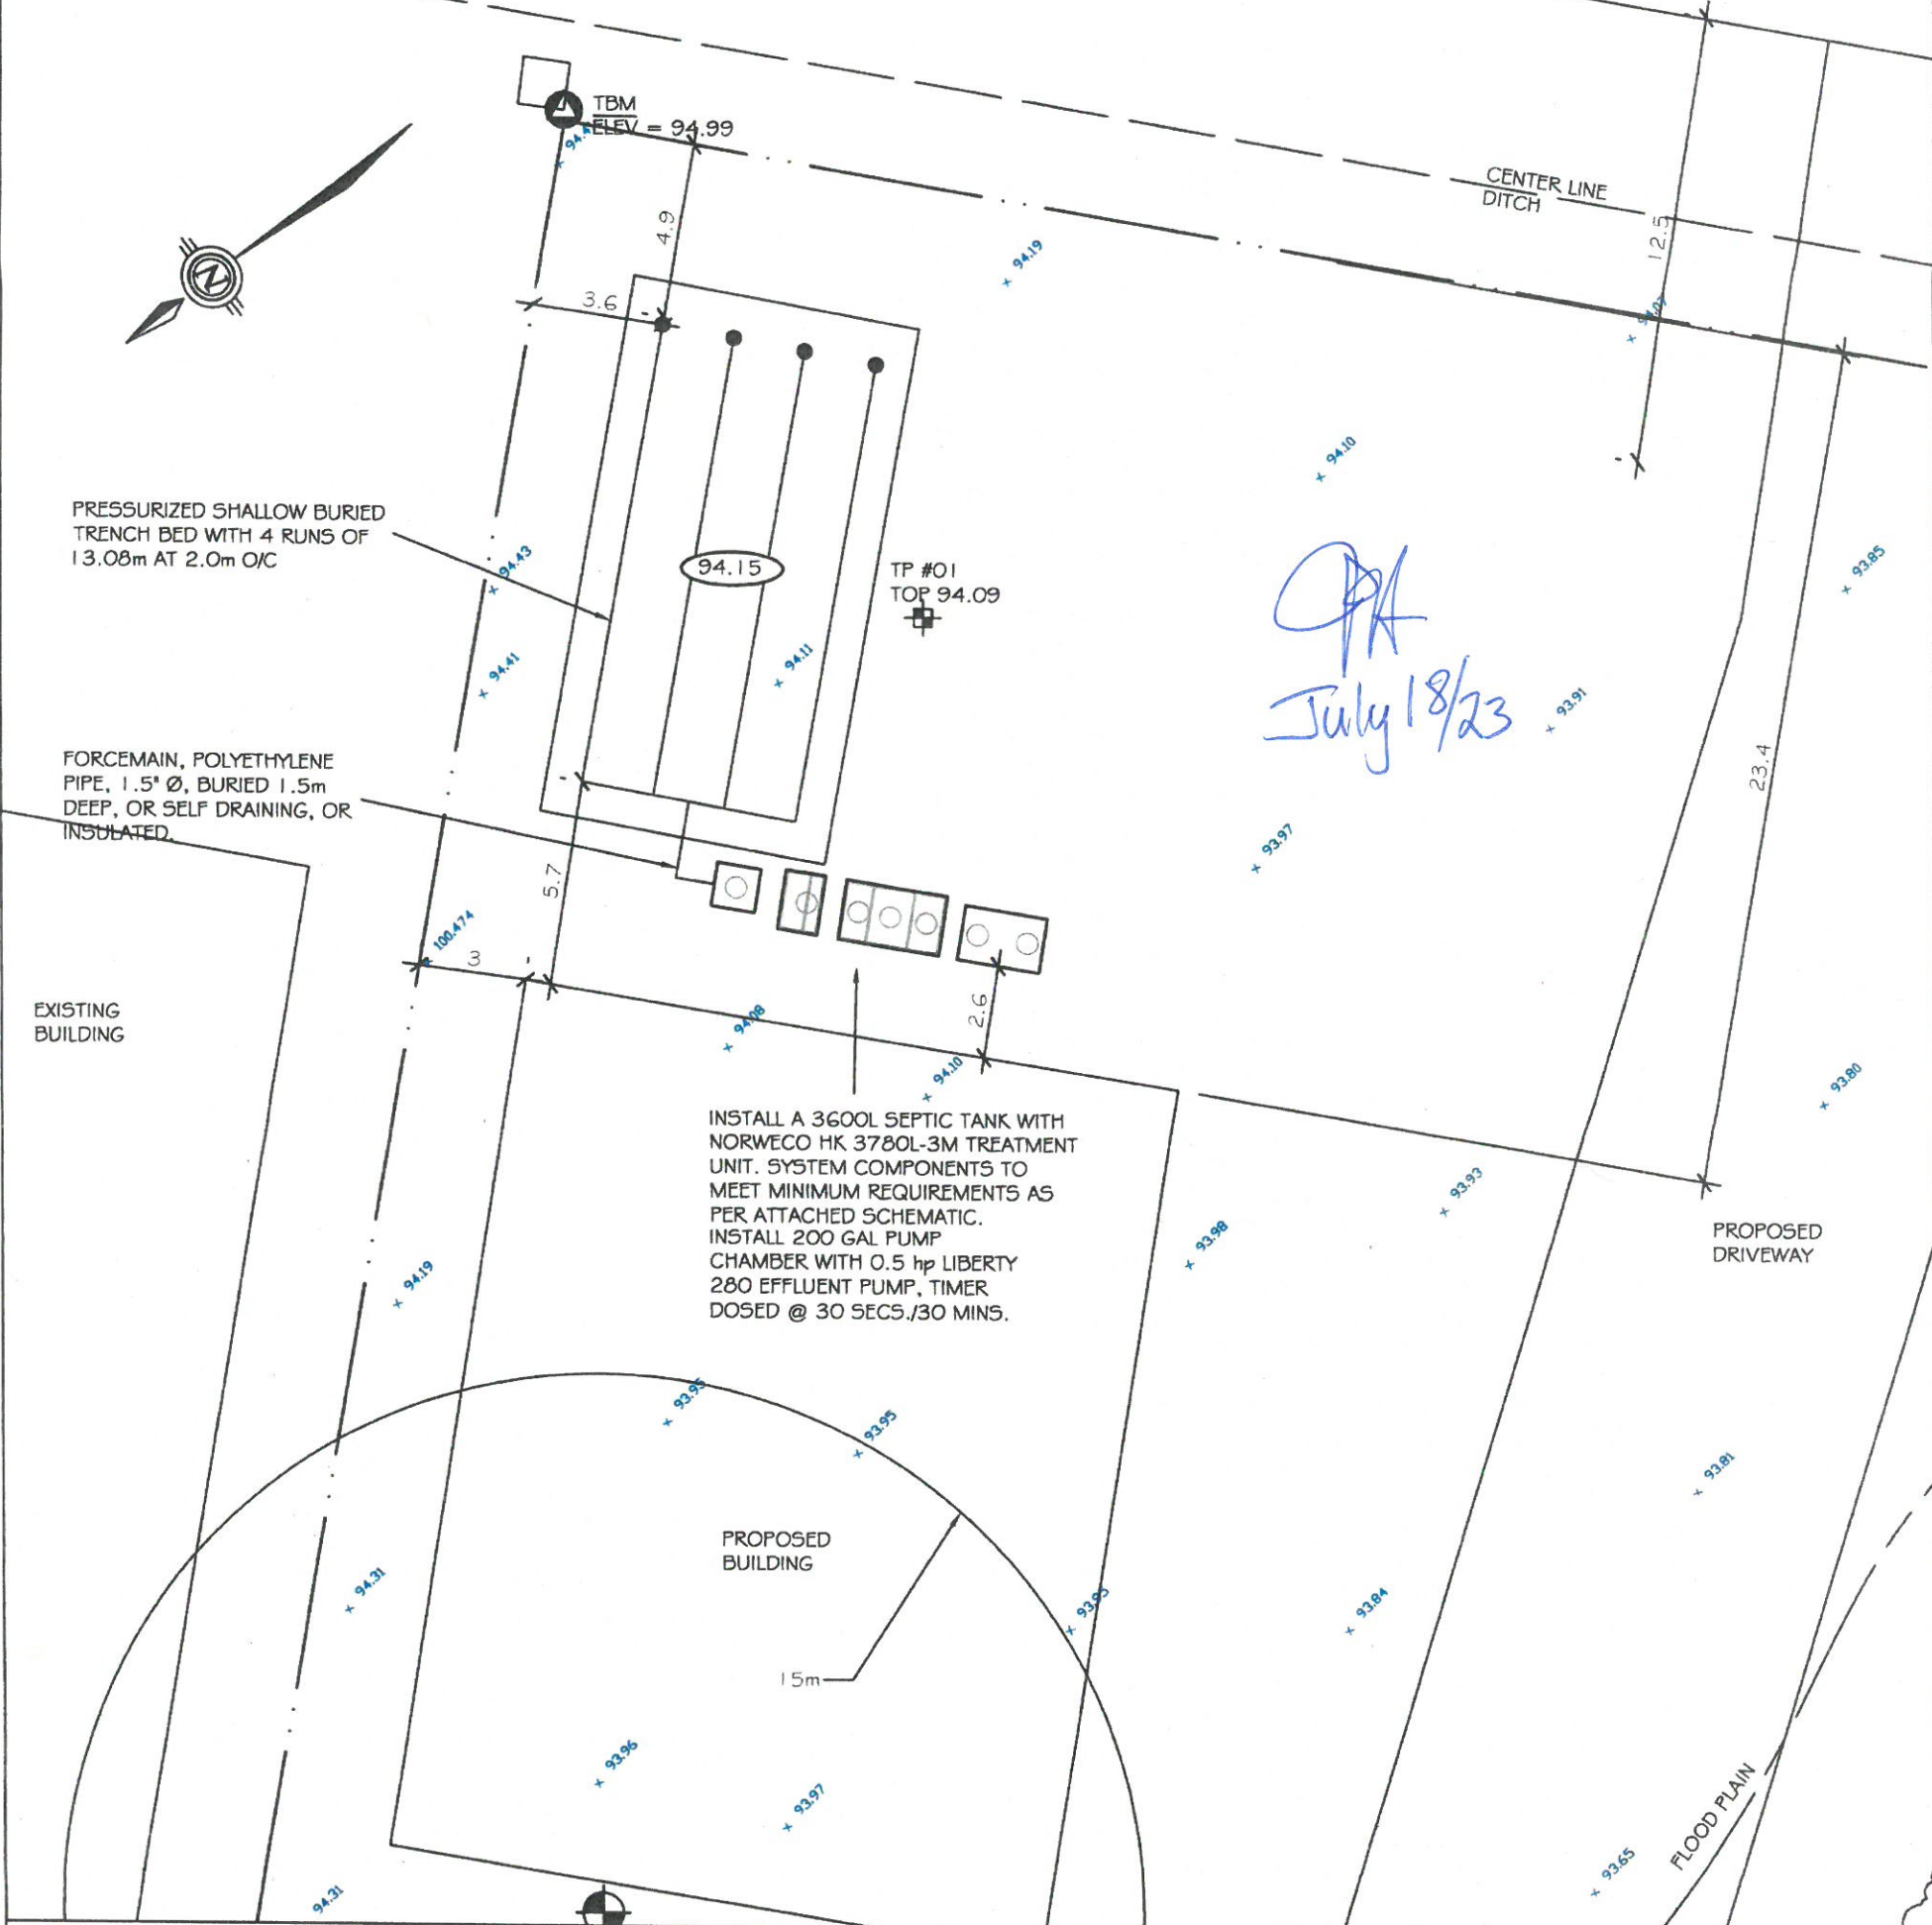 TBM
ELEV = 94.99
CENTER LINE
DITCH
4.9
12.5
94.19
3.6
N
94.10
PRESSURIZED SHALLOW BURIED
TRENCH BED WITH 4 RUNS OF
13.08m AT 2.0m O/C
94.43
94.15
TP #01
TOP 94.09
93.85
94.41
94.11
July 18/23
93.91
FORCEMAIN, POLYETHYLENE
PIPE, 1.5" Ø, BURIED 1.5m
DEEP, OR SELF DRAINING, OR
INSULATED.
23.4
93.97
5.7
100.474
3
EXISTING
BUILDING
94.08
2.6
94.10
93.80
INSTALL A 3600L SEPTIC TANK WITH
NORWECO HK 3780L-3M TREATMENT
UNIT. SYSTEM COMPONENTS TO
MEET MINIMUM REQUIREMENTS AS
PER ATTACHED SCHEMATIC.
INSTALL 200 GAL PUMP
CHAMBER WITH 0.5 hp LIBERTY
280 EFFLUENT PUMP, TIMER
DOSED @ 30 SECS./30 MINS.
93.93
93.98
PROPOSED
DRIVEWAY
94.19
93.95
93.95
93.81
PROPOSED
BUILDING
94.31
93.84
15m
93.96
93.97
FLOOD PLAIN
93.65
94.31